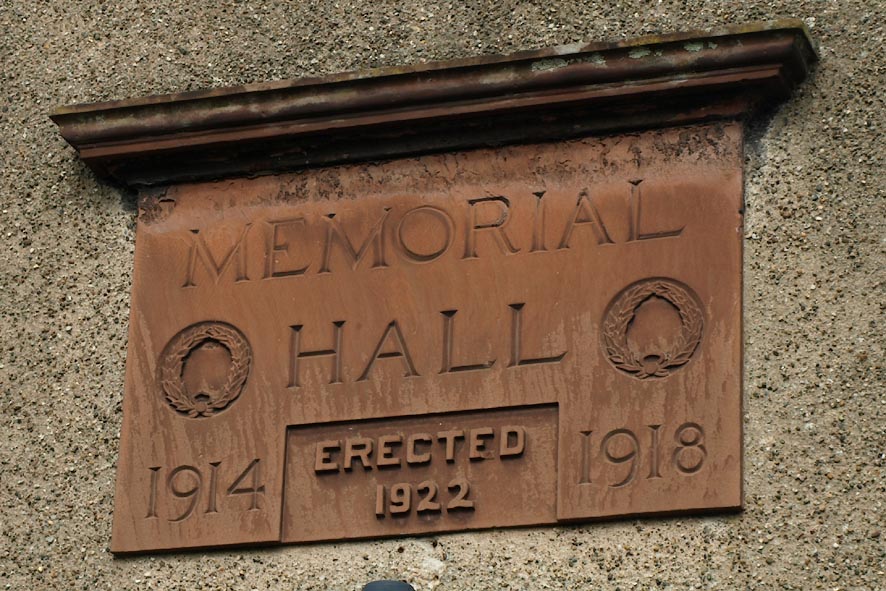 MEMORIAL
HALL
1914 ERECTED 1918
1922